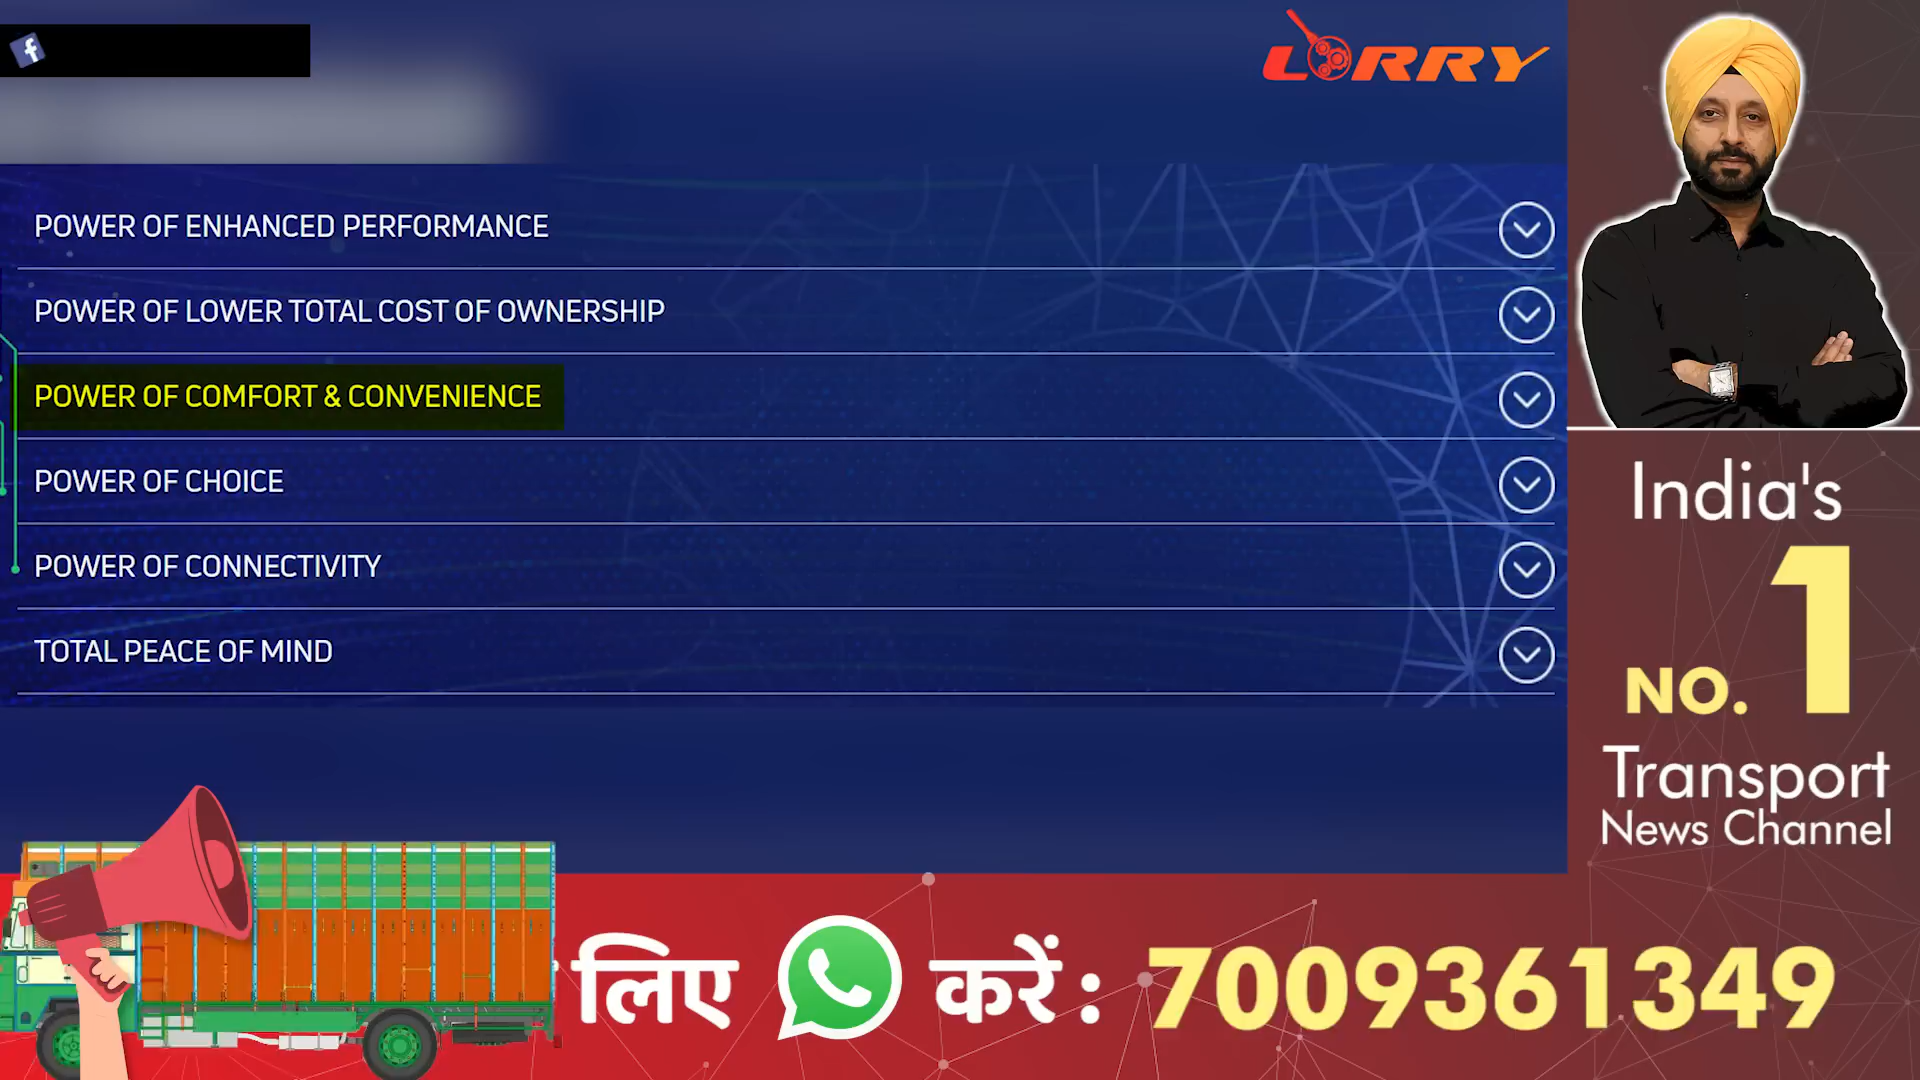 LORRY
POWER OF ENHANCED PERFORMANCE
POWER OF LOWER TOTAL COST OF OWNERSHIP
POWER OF COMFORT & CONVENIENCE
POWER OF CHOICE
POWER OF CONNECTIVITY
TOTAL PEACE OF MIND
India's
NO. 1
Transport
News Channel
लिए करें : 7009361349